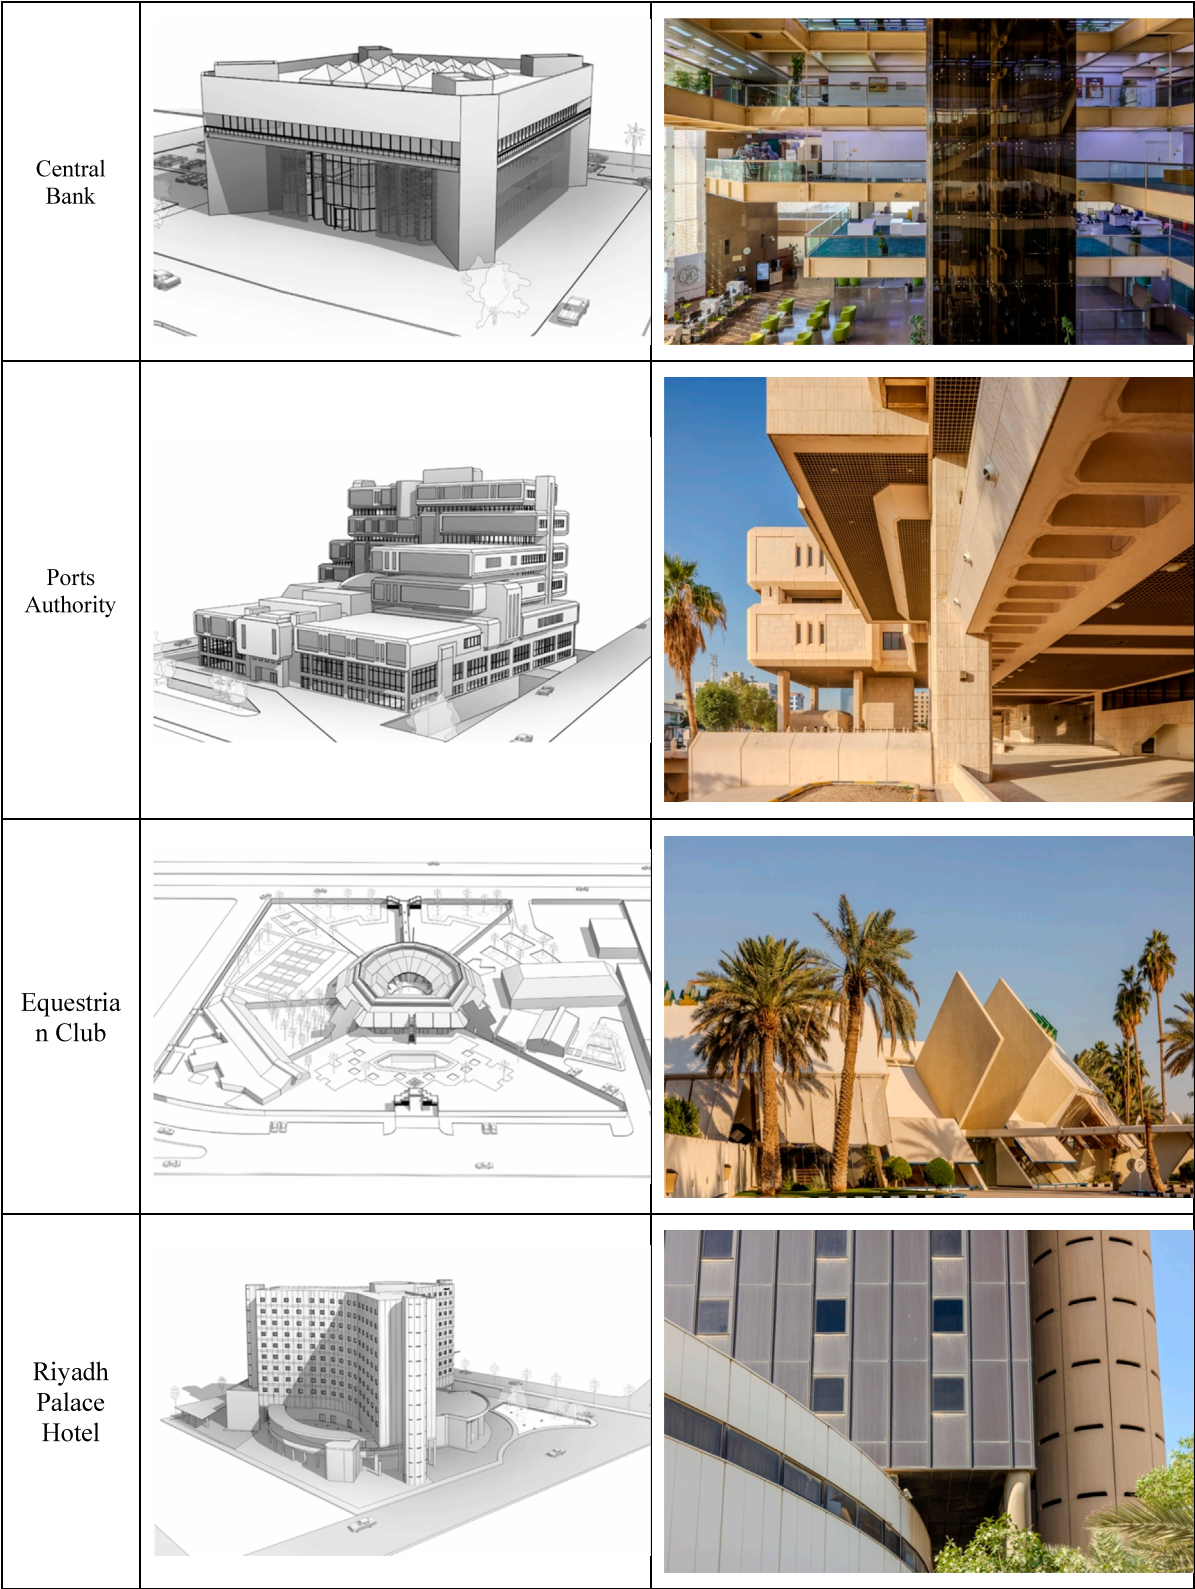 Central
Bank
Ports
Authority
Equestria
n Club
Riyadh
Palace
Hotel